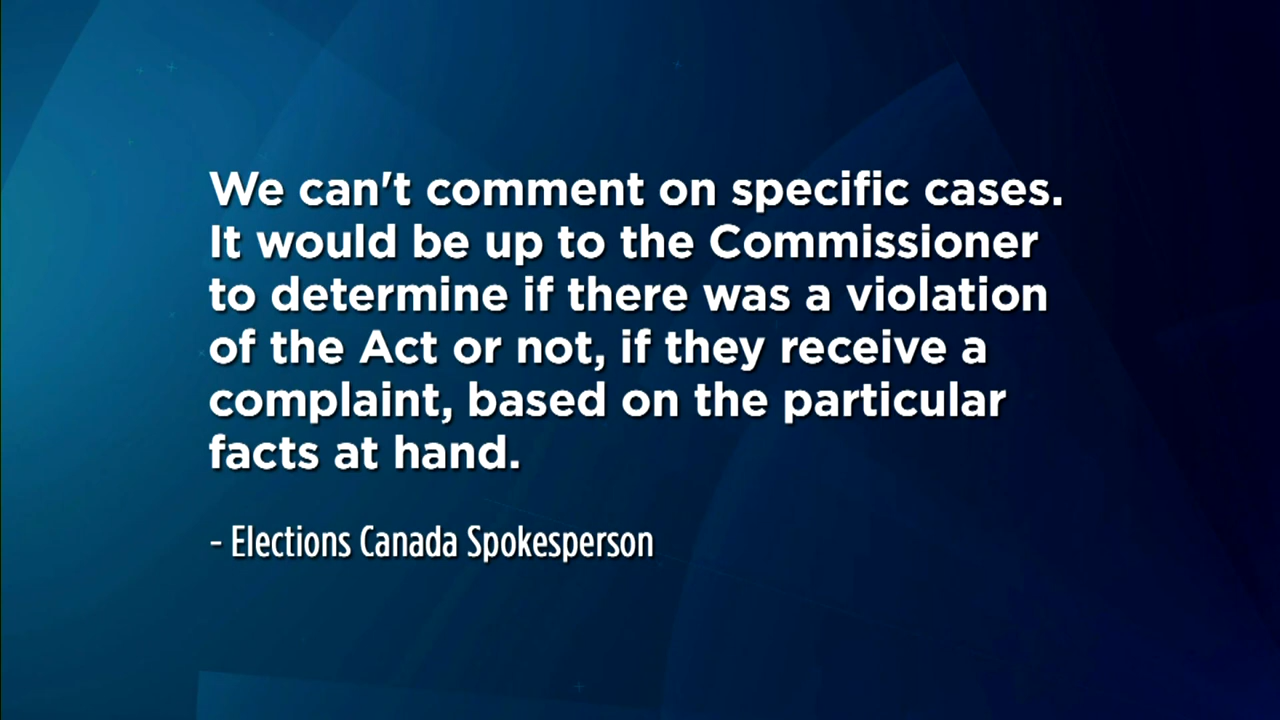 We can't comment on specific cases.
It would be up to the Commissioner
to determine if there was a violation
of the Act or not, if they receive a
complaint, based on the particular
facts at hand.
- Elections Canada Spokesperson